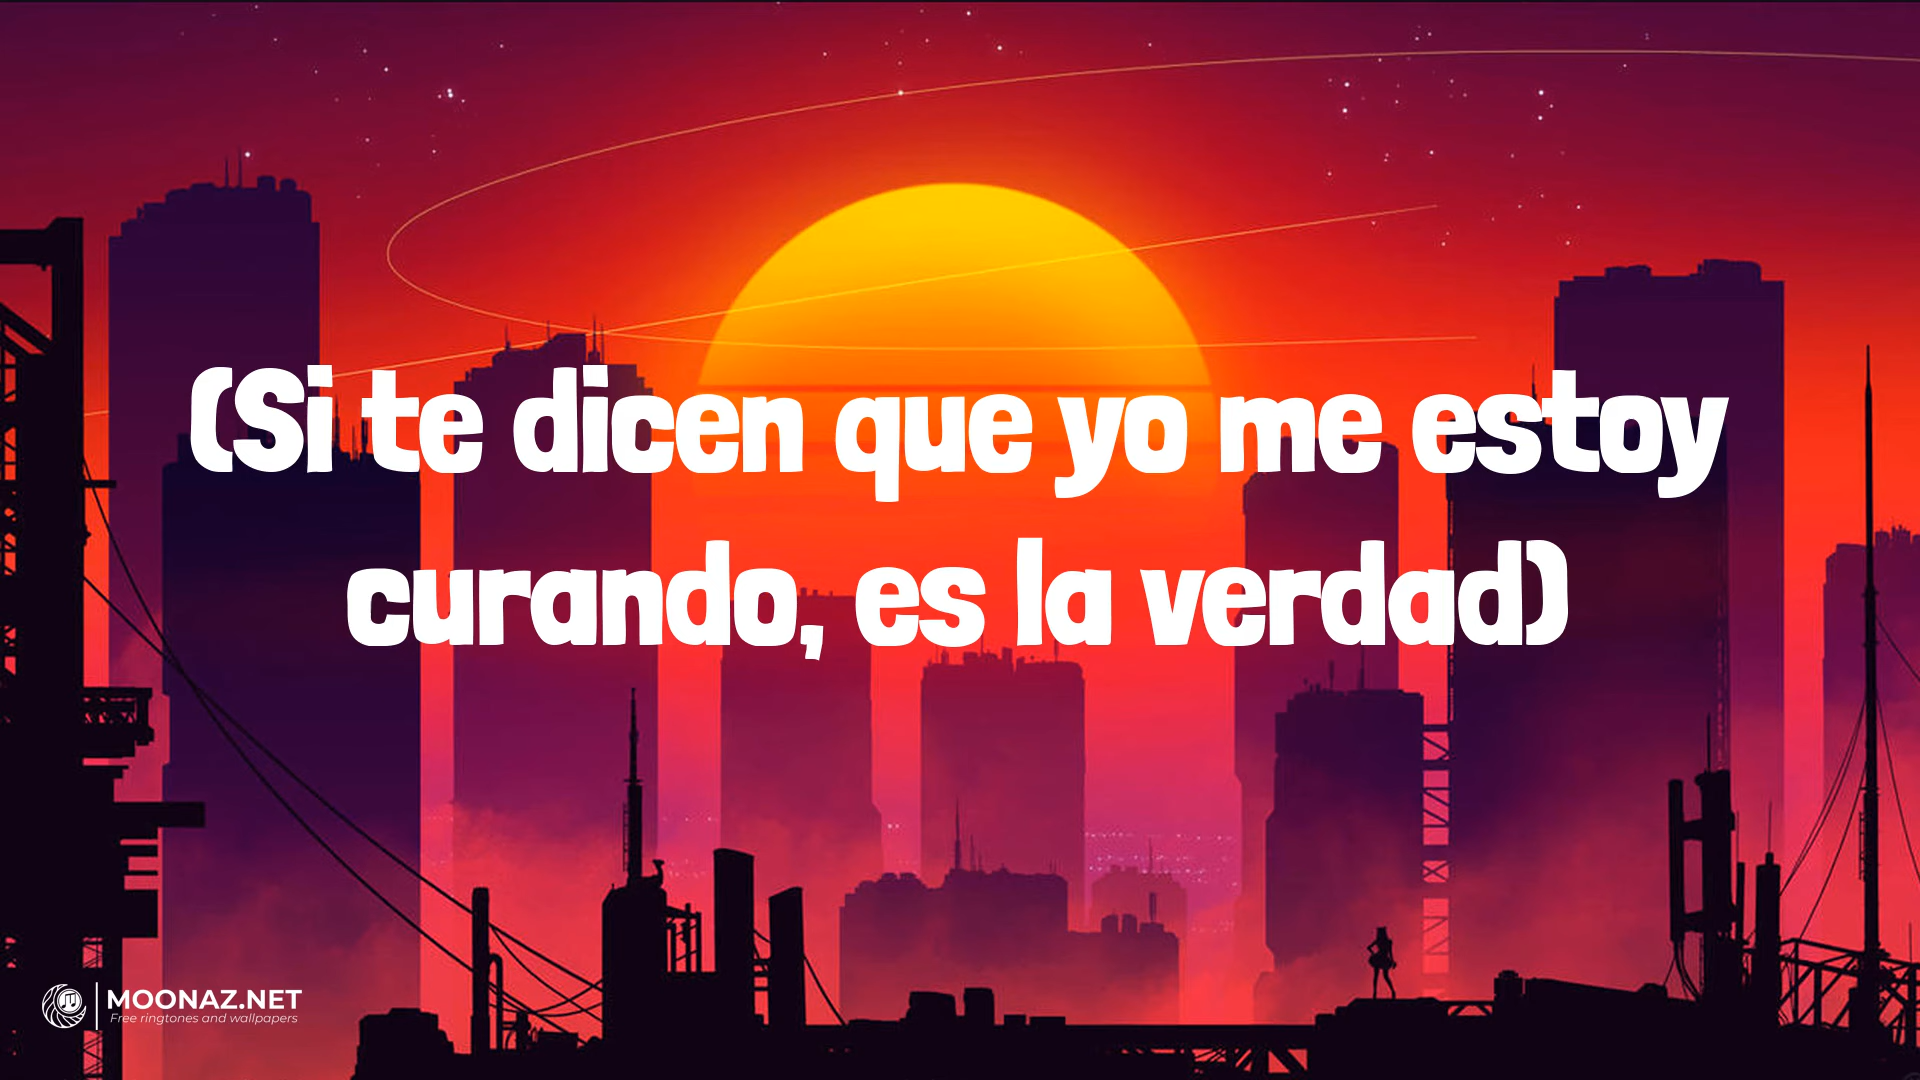 (Si te dicen que yo me estoy
curando, es la verdad)
MOONAZ.NET
Free ringtones and wallpapers